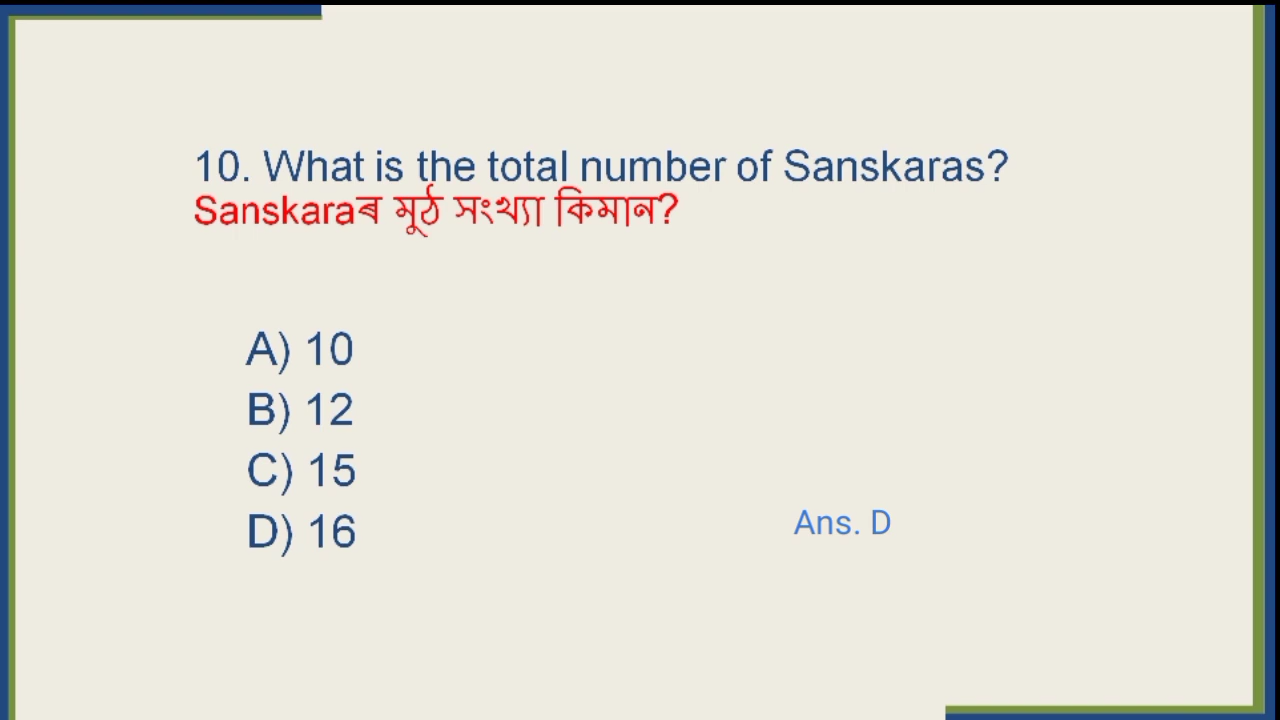 10. What is the total number of Sanskaras?
Sanskaraৰ মুঠ সংখ্যা কিমান?
A) 10
B) 12
C) 15
D) 16
Ans. D